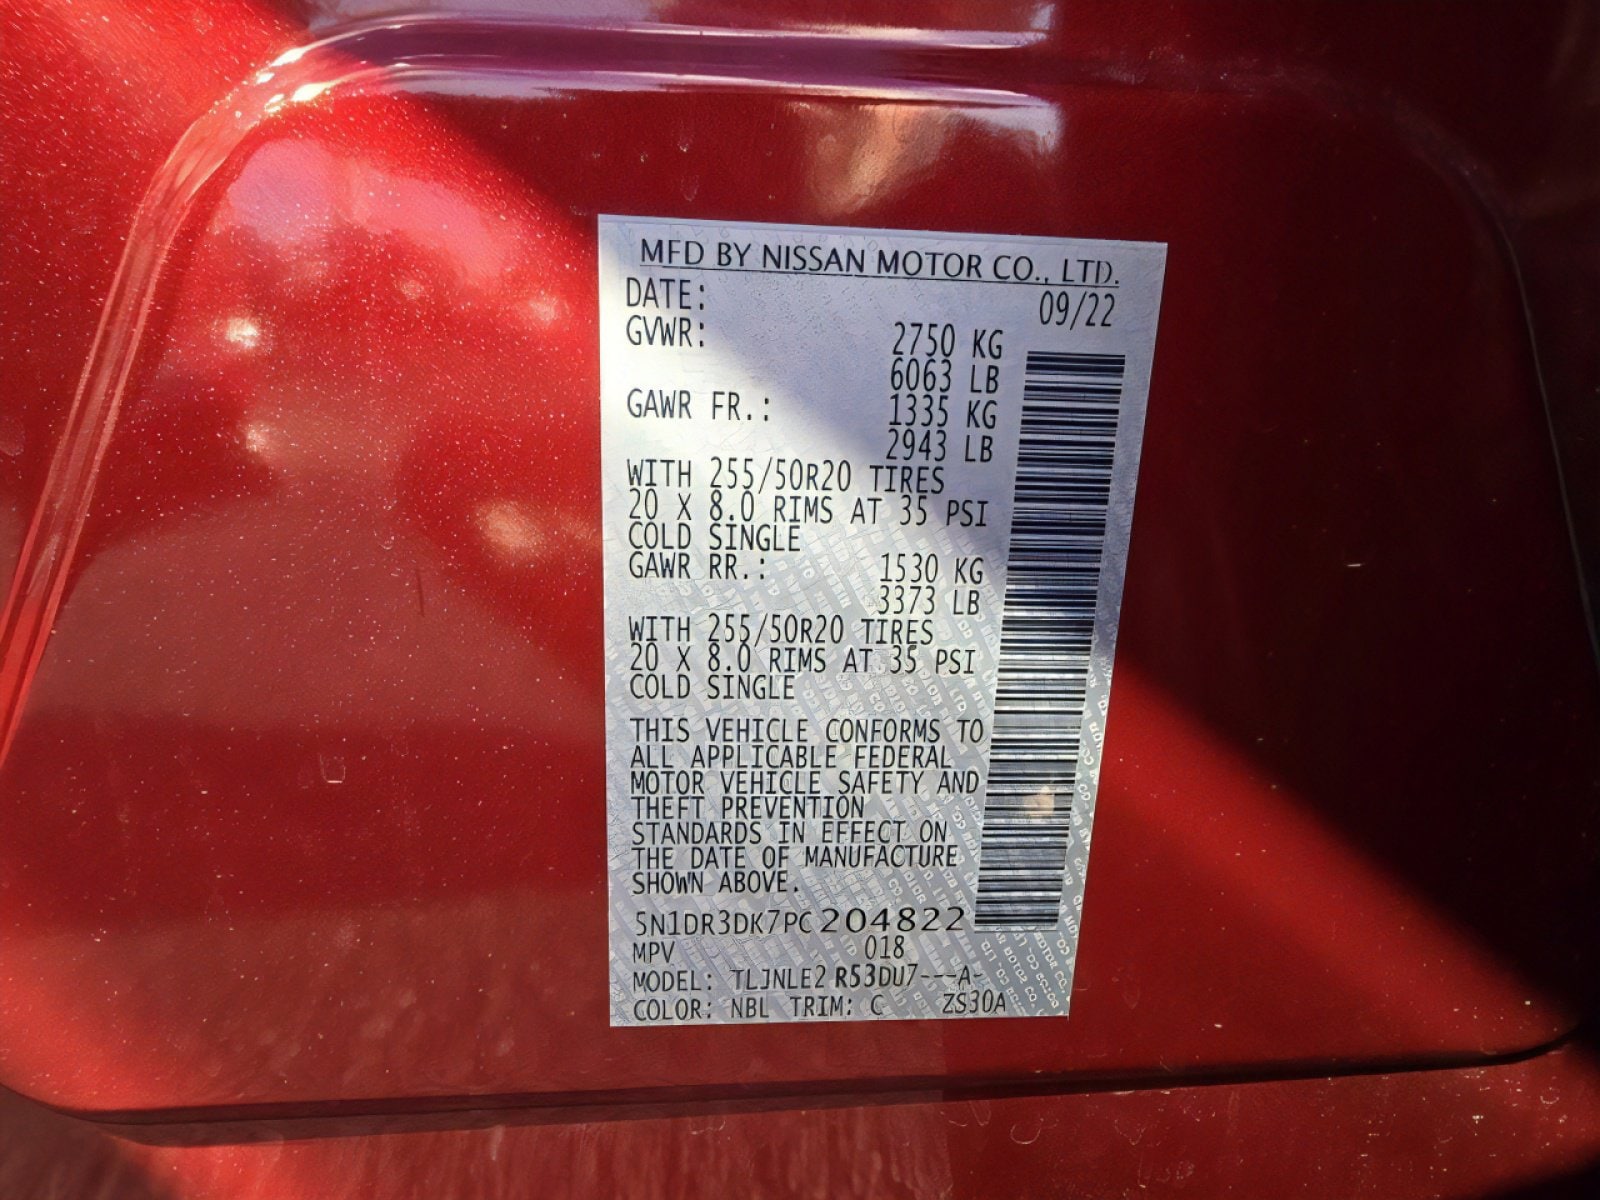 MFD BY NISSAN MOTOR CO., LTD.
DATE: 09/22
GVWR: 2750 KG
6063 LB
GAWR FR.: 1335 KG
2943 LB
WITH 255/50R20 TIRES
20 X 8.0 RIMS AT 35 PSI
COLD SINGLE
GAWR RR.: 1530 KG
3373 LB
WITH 255/50R20 TIRES
20 X 8.0 RIMS AT 35 PSI
COLD SINGLE
THIS VEHICLE CONFORMS TO
ALL APPLICABLE FEDERAL
MOTOR VEHICLE SAFETY AND
THEFT PREVENTION
STANDARDS IN EFFECT ON
THE DATE OF MANUFACTURE
SHOWN ABOVE.
5N1DR3DK7PC204822
MPV 018
MODEL: TLJNLE2 R53DU7---A-
COLOR: NBL TRIM: C ZS30A